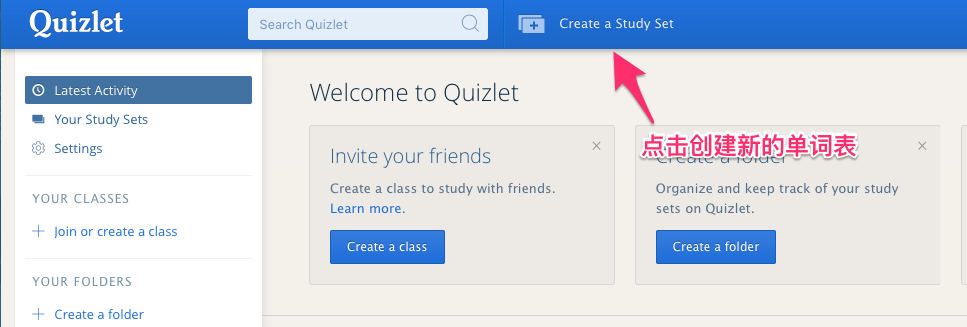 Quizlet
Search Quizlet
Create a Study Set
Latest Activity
Your Study Sets
Settings
YOUR CLASSES
+ Join or create a class
YOUR FOLDERS
+ Create a folder
Welcome to Quizlet
Invite your friends
Create a class to study with friends.
Learn more.
Create a class
点击创建新的单词表
Create a folder
Organize and keep track of your study
sets on Quizlet.
Create a folder